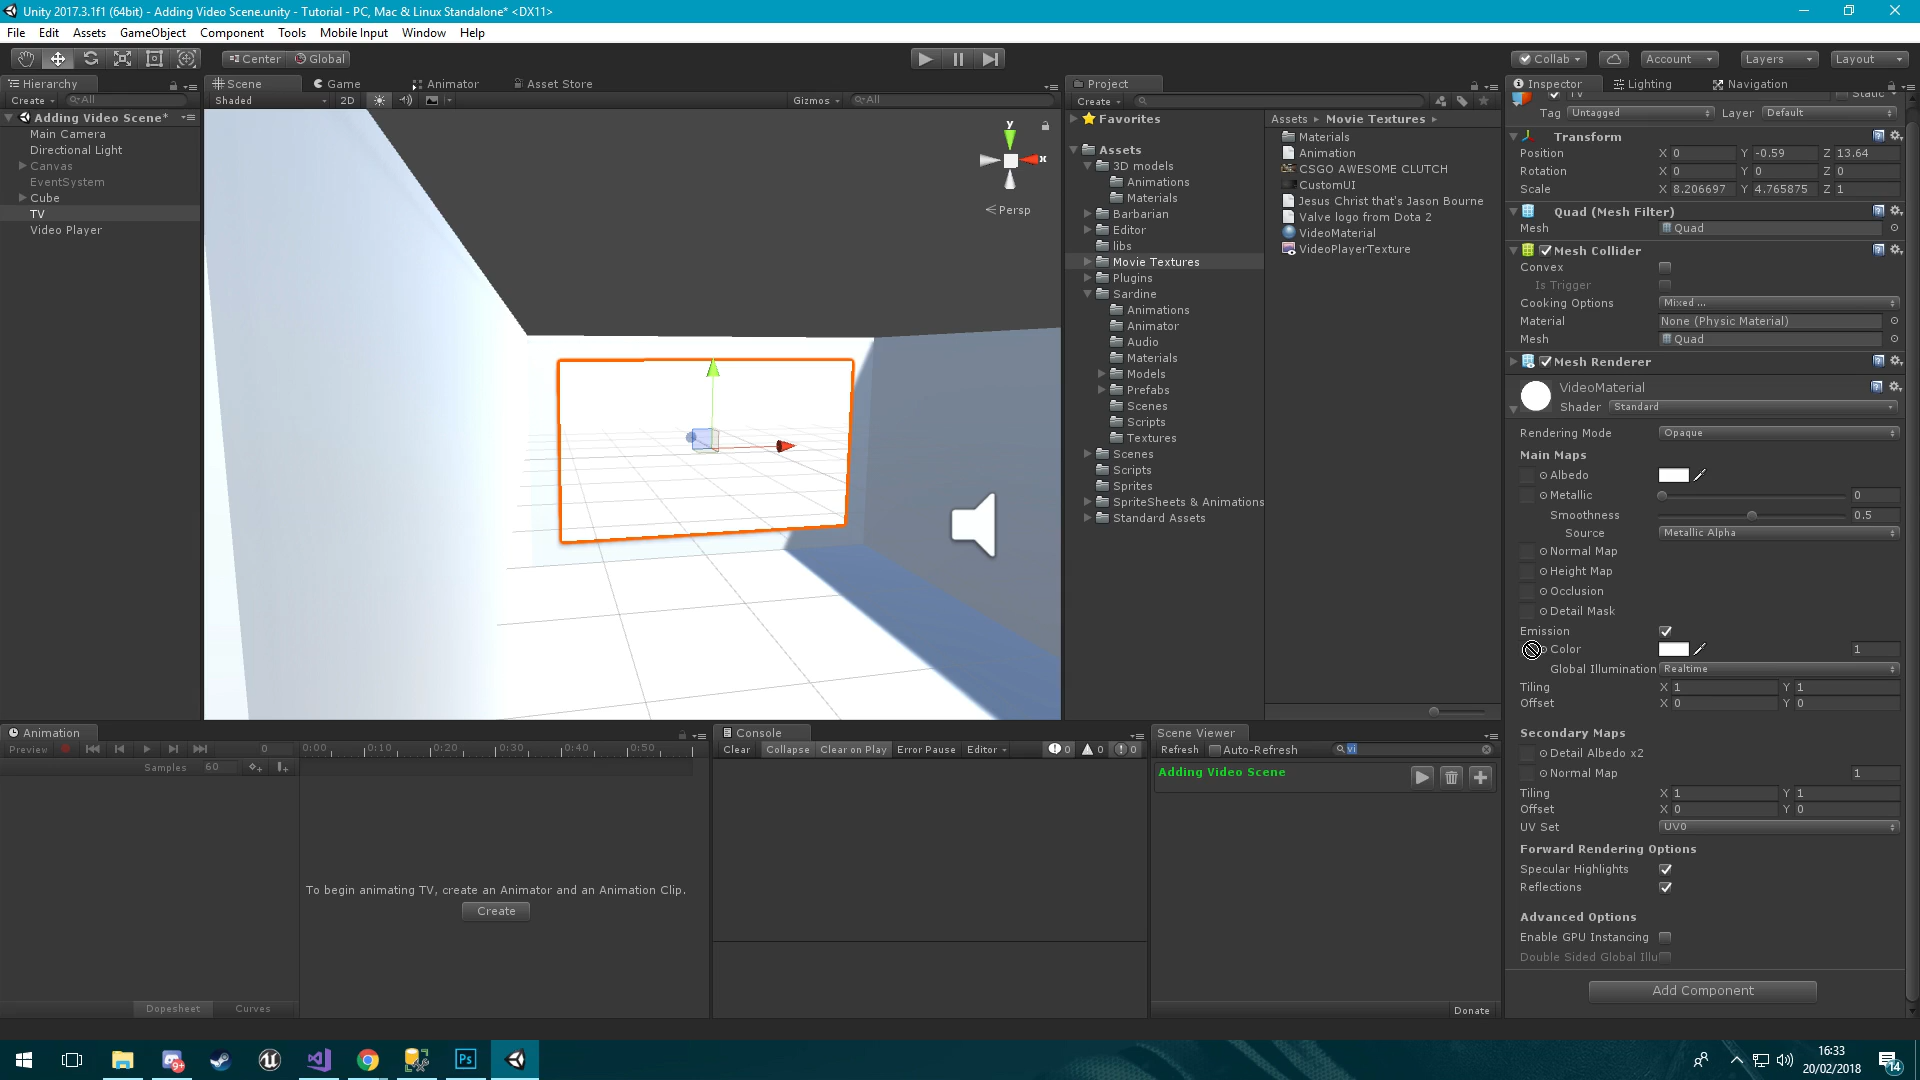 Unity 2017.3.1f1 (64bit) - Adding Video Scene.unity - Tutorial - PC, Mac & Linux Standalone* <DX11>
File Edit Assets GameObject Component Tools Mobile Input Window Help
Center Global Collab Account Layers Layout
Hierarchy
Create All
Adding Video Scene*
Main Camera
Directional Light
Canvas
EventSystem
Cube
TV
Video Player
Scene Game Animator Asset Store
Shaded 2D Gizmos All
y
x
Persp
Project
Create
Favorites
Assets
3D models
Animations
Materials
Barbarian
Editor
libs
Movie Textures
Plugins
Sardine
Animations
Animator
Audio
Materials
Models
Prefabs
Scenes
Scripts
Textures
Scenes
Scripts
Sprites
SpriteSheets & Animations
Standard Assets
Assets Movie Textures
Materials
Animation
CSGO AWESOME CLUTCH
CustomUI
Jesus Christ that's Jason Bourne
Valve logo from Dota 2
VideoMaterial
VideoPlayerTexture
Inspector Lighting Navigation
TV Static
Tag Untagged Layer Default
Transform
Position X 0 Y -0.59 Z 13.64
Rotation X 0 Y 0 Z 0
Scale X 8.206697 Y 4.765875 Z 1
Quad (Mesh Filter)
Mesh Quad
Mesh Collider
Convex
Is Trigger
Cooking Options Mixed ...
Material None (Physic Material)
Mesh Quad
Mesh Renderer
VideoMaterial
Shader Standard
Rendering Mode Opaque
Main Maps
Albedo
Metallic 0
Smoothness 0.5
Source Metallic Alpha
Normal Map
Height Map
Occlusion
Detail Mask
Emission
Color 1
Global Illumination Realtime
Tiling X 1 Y 1
Offset X 0 Y 0
Secondary Maps
Detail Albedo x2
Normal Map 1
Tiling X 1 Y 1
Offset X 0 Y 0
UV Set UV0
Forward Rendering Options
Specular Highlights
Reflections
Advanced Options
Enable GPU Instancing
Double Sided Global Illu
Add Component
Animation
Preview 0 0:00 0:10 0:20 0:30 0:40 0:50
Samples 60
To begin animating TV, create an Animator and an Animation Clip.
Create
Dopesheet Curves
Console
Clear Collapse Clear on Play Error Pause Editor 0 0 0
Scene Viewer
Refresh Auto-Refresh vi
Adding Video Scene
Donate
Ps
16:33
20/02/2018
14